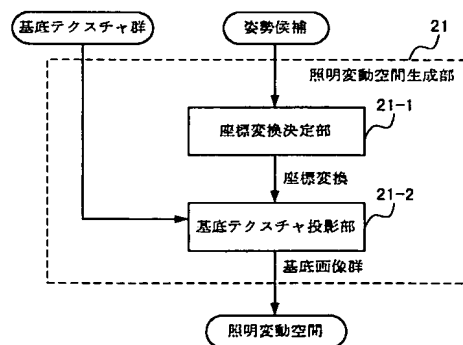 基底テクスチャ群
姿勢候補
21
照明変動空間生成部
21-1
座標変換決定部
座標変換
21-2
基底テクスチャ投影部
基底画像群
照明変動空間